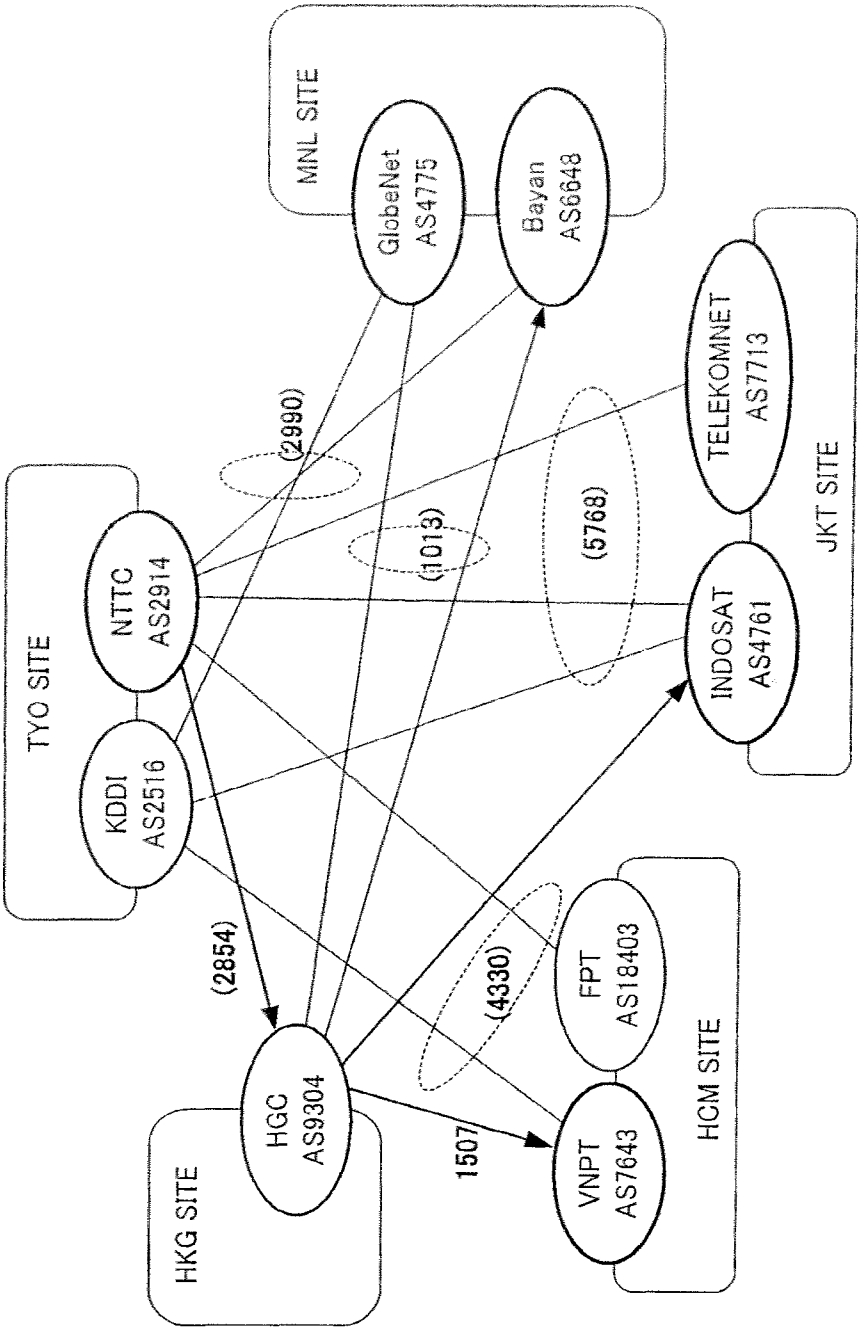 TYO SITE
KDDI
AS2516
NTTC
AS2914
HKG SITE
HGC
AS9304
(2854)
(2990)
MNL SITE
GlobeNet
AS4775
Bayan
AS6648
(1013)
(4330)
1507
(5768)
VNPT
AS7643
FPT
AS18403
HCM SITE
INDOSAT
AS4761
TELEKOMNET
AS7713
JKT SITE